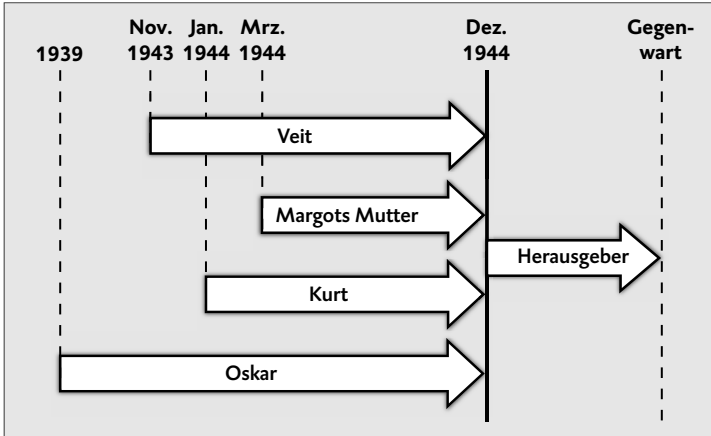 1939
Nov.
1943
Jan.
1944
Mrz.
1944
Dez.
1944
Gegen-
wart
Veit
Margots Mutter
Herausgeber
Kurt
Oskar